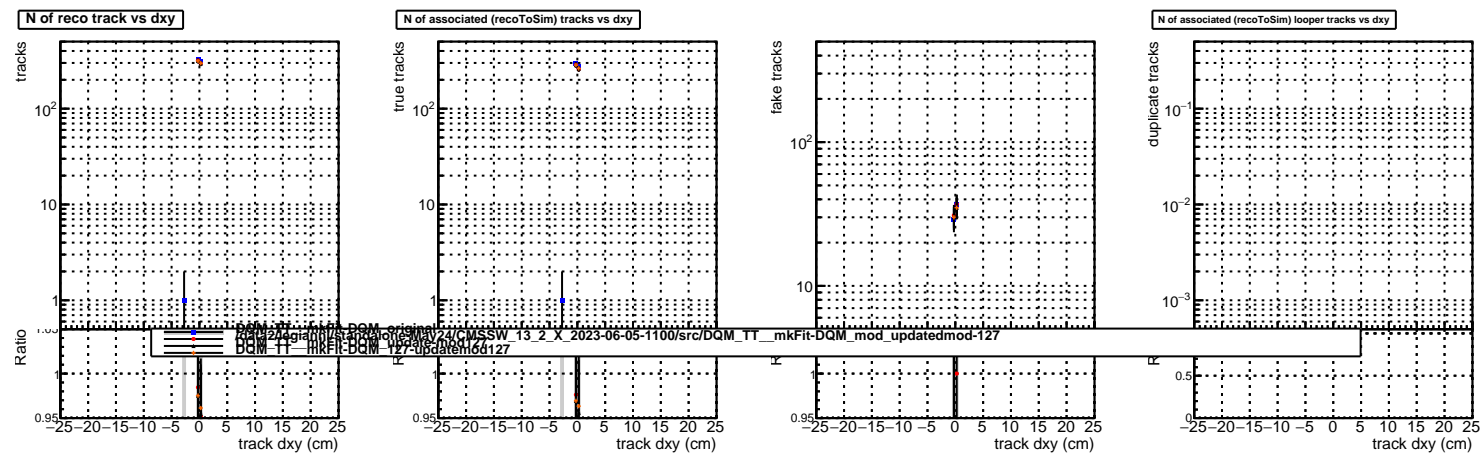 N of reco track vs dxy
N of associated (recoToSim) tracks vs dxy
N of associated (recoToSim) looper tracks vs dxy
tracks
10²
10
1
Ratio
1
0.95
−25 −20 −15 −10 −5 0 5 10 15 20 25
track dxy (cm)
true tracks
10²
10
1
0.95
−25 −20 −15 −10 −5 0 5 10 15 20 25
track dxy (cm)
fake tracks
10²
10
1
0.95
−25 −20 −15 −10 −5 0 5 10 15 20 25
track dxy (cm)
duplicate tracks
10⁻¹
10⁻²
10⁻³
0.5
0
−25 −20 −15 −10 −5 0 5 10 15 20 25
track dxy (cm)
DQM_TT__mkFit-DQM_original
CMSSW_13_2_X_2023-06-05-1100/src/DQM_TT__mkFit-DQM_mod_updatedmod-127
DQM_TT__mkFit-DQM_update-mod127
DQM_TT__mkFit-DQM_127-updatemod127